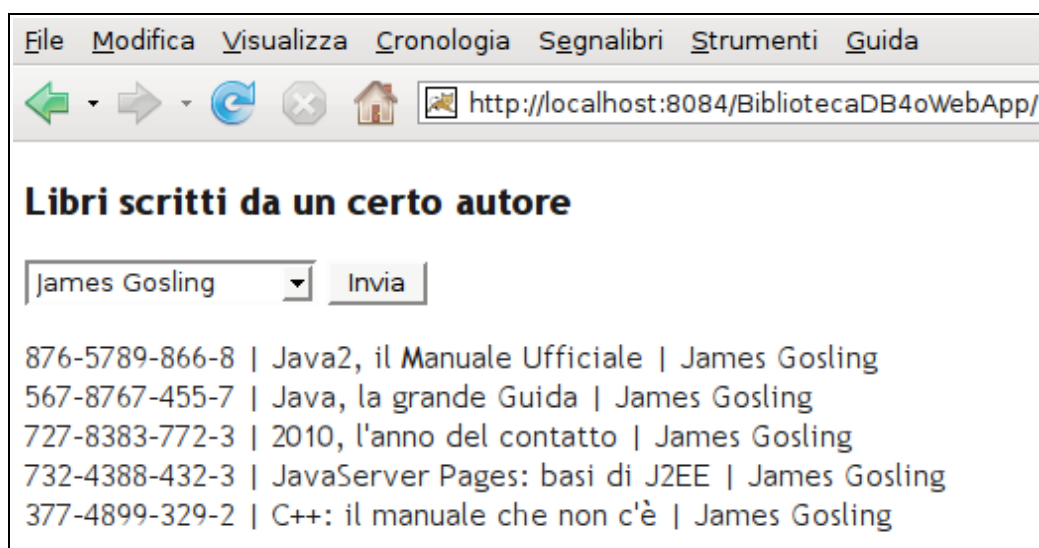 File Modifica Visualizza Cronologia Segnalibri Strumenti Guida
http://localhost:8084/BibliotecaDB4oWebApp/
Libri scritti da un certo autore
James Gosling Invia
876-5789-866-8 | Java2, il Manuale Ufficiale | James Gosling
567-8767-455-7 | Java, la grande Guida | James Gosling
727-8383-772-3 | 2010, l'anno del contatto | James Gosling
732-4388-432-3 | JavaServer Pages: basi di J2EE | James Gosling
377-4899-329-2 | C++: il manuale che non c'è | James Gosling